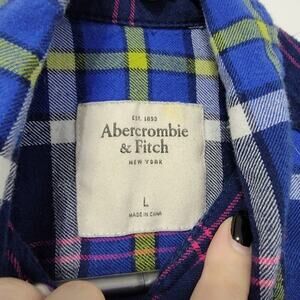 EST. 1892
Abercrombie
& Fitch
NEW YORK
L
MADE IN CHINA